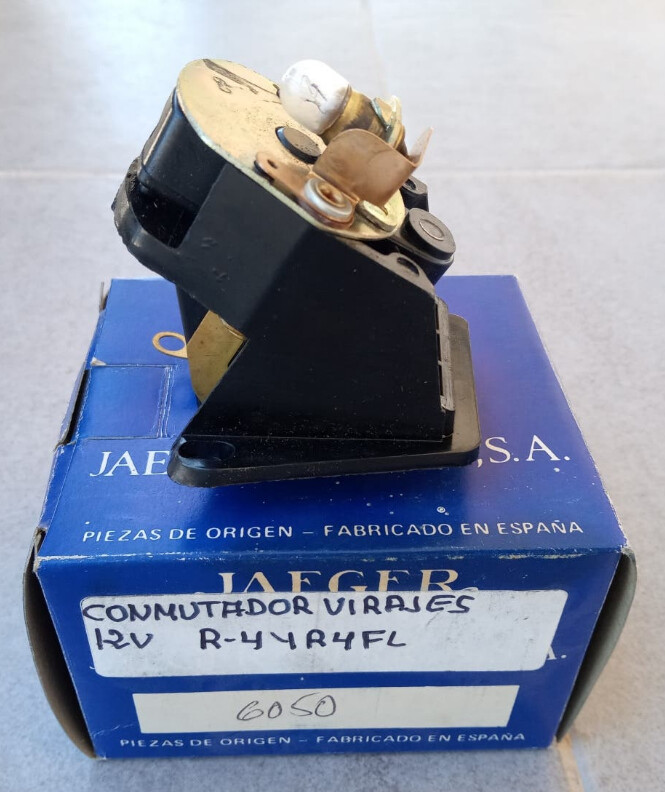 JAE , S.A.
PIEZAS DE ORIGEN – FABRICADO EN ESPAÑA
JAEGER
CONMUTADOR VIRAJES
12V R-4 Y R4FL
A.
6050
PIEZAS DE ORIGEN – FABRICADO EN ESPAÑA